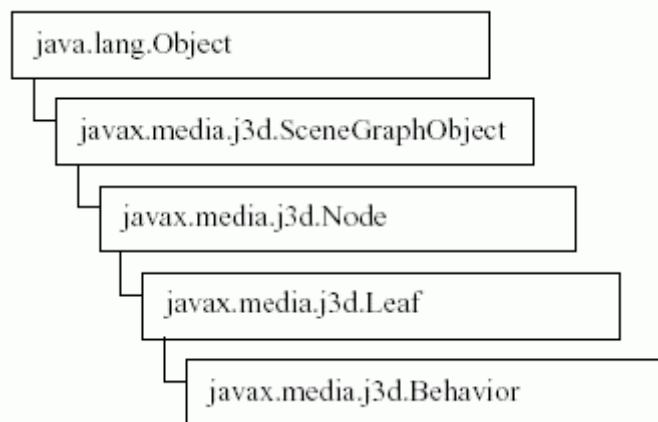 java.lang.Object
javax.media.j3d.SceneGraphObject
javax.media.j3d.Node
javax.media.j3d.Leaf
javax.media.j3d.Behavior